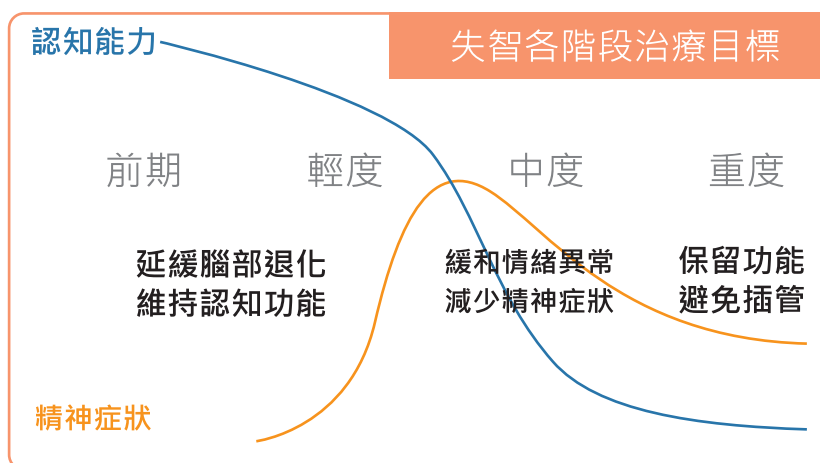 認知能力
失智各階段治療目標
前期
輕度
中度
重度
延緩腦部退化
維持認知功能
緩和情緒異常
減少精神症狀
保留功能
避免插管
精神症狀